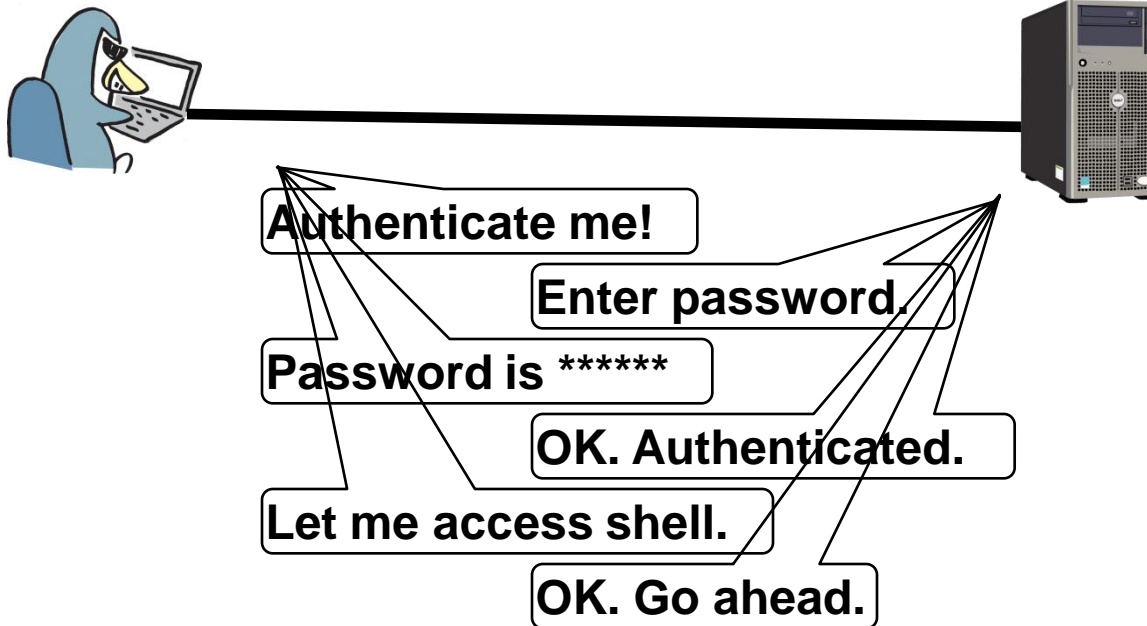 Authenticate me!
Enter password.
Password is ******
OK. Authenticated.
Let me access shell.
OK. Go ahead.